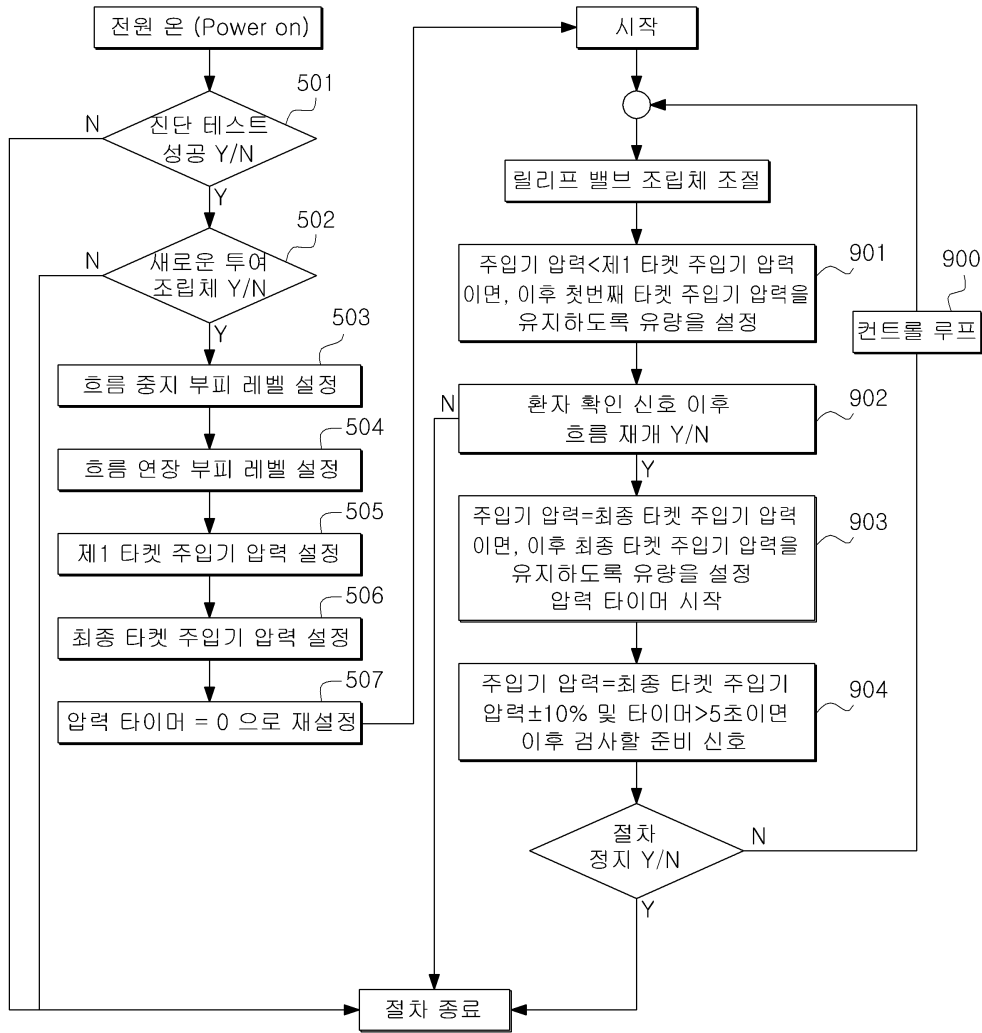 전원 온 (Power on)
501
N
진단 테스트
성공 Y/N
Y
502
N
새로운 투여
조립체 Y/N
Y
503
흐름 중지 부피 레벨 설정
504
흐름 연장 부피 레벨 설정
505
제1 타켓 주입기 압력 설정
506
최종 타켓 주입기 압력 설정
507
압력 타이머 = 0 으로 재설정
시작
릴리프 밸브 조립체 조절
901
주입기 압력<제1 타켓 주입기 압력
이면, 이후 첫번째 타켓 주입기 압력을
유지하도록 유량을 설정
900
컨트롤 루프
902
N
환자 확인 신호 이후
흐름 재개 Y/N
Y
903
주입기 압력=최종 타켓 주입기 압력
이면, 이후 최종 타켓 주입기 압력을
유지하도록 유량을 설정
압력 타이머 시작
904
주입기 압력=최종 타켓 주입기
압력±10% 및 타이머>5초이면
이후 검사할 준비 신호
절차
정지 Y/N
N
Y
절차 종료